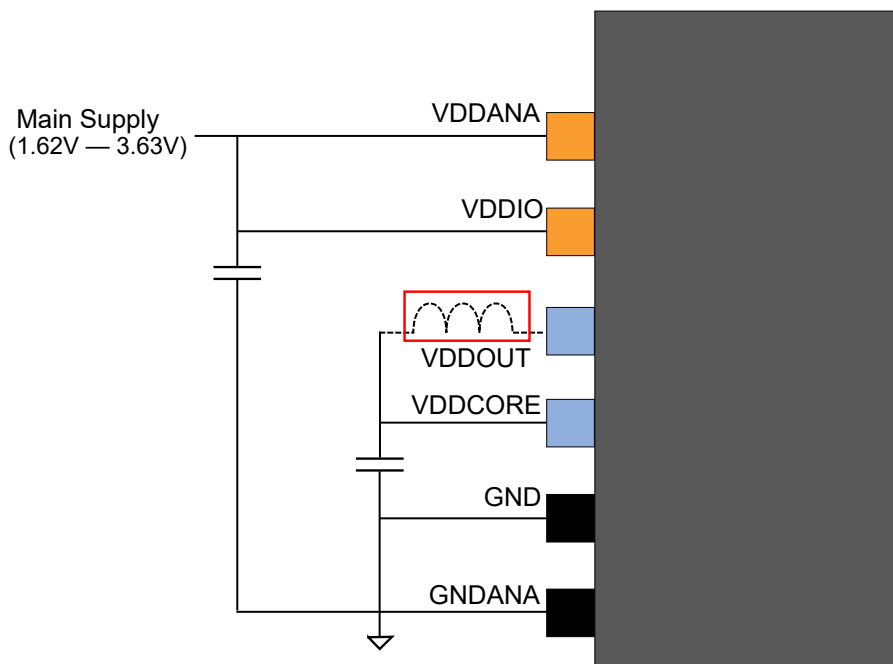 VDDANA
Main Supply
(1.62V — 3.63V)
VDDIO
VDDOUT
VDDCORE
GND
GNDANA